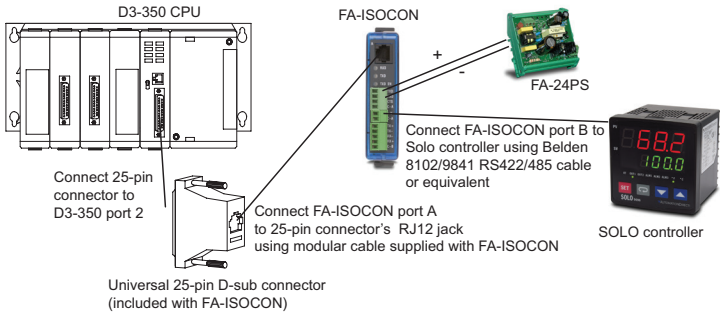 D3-350 CPU
FA-ISOCON
+
-
FA-24PS
Connect FA-ISOCON port B to
Solo controller using Belden
8102/9841 RS422/485 cable
or equivalent
68.2
100.0
SET
SOLO
SOLO controller
Connect 25-pin
connector to
D3-350 port 2
Connect FA-ISOCON port A
to 25-pin connector's RJ12 jack
using modular cable supplied with FA-ISOCON
Universal 25-pin D-sub connector
(included with FA-ISOCON)